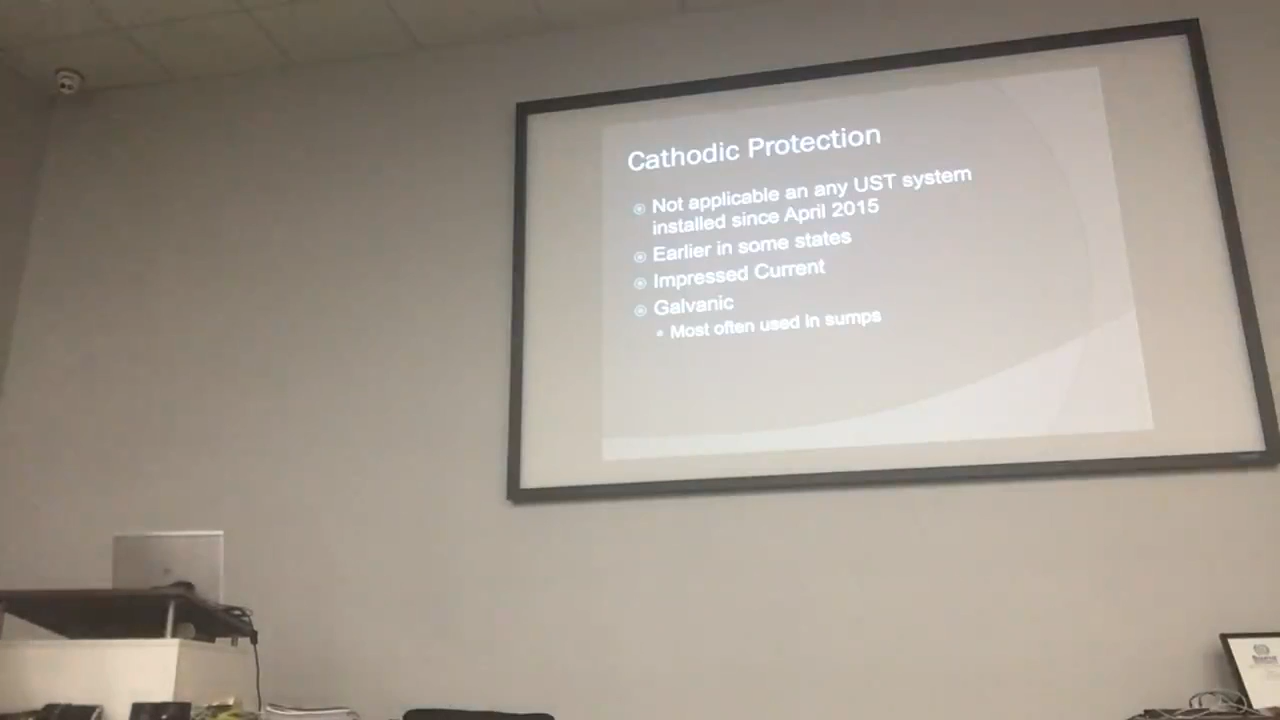 Cathodic Protection
Not applicable an any UST system
installed since April 2015
Earlier in some states
Impressed Current
Galvanic
Most often used in sumps